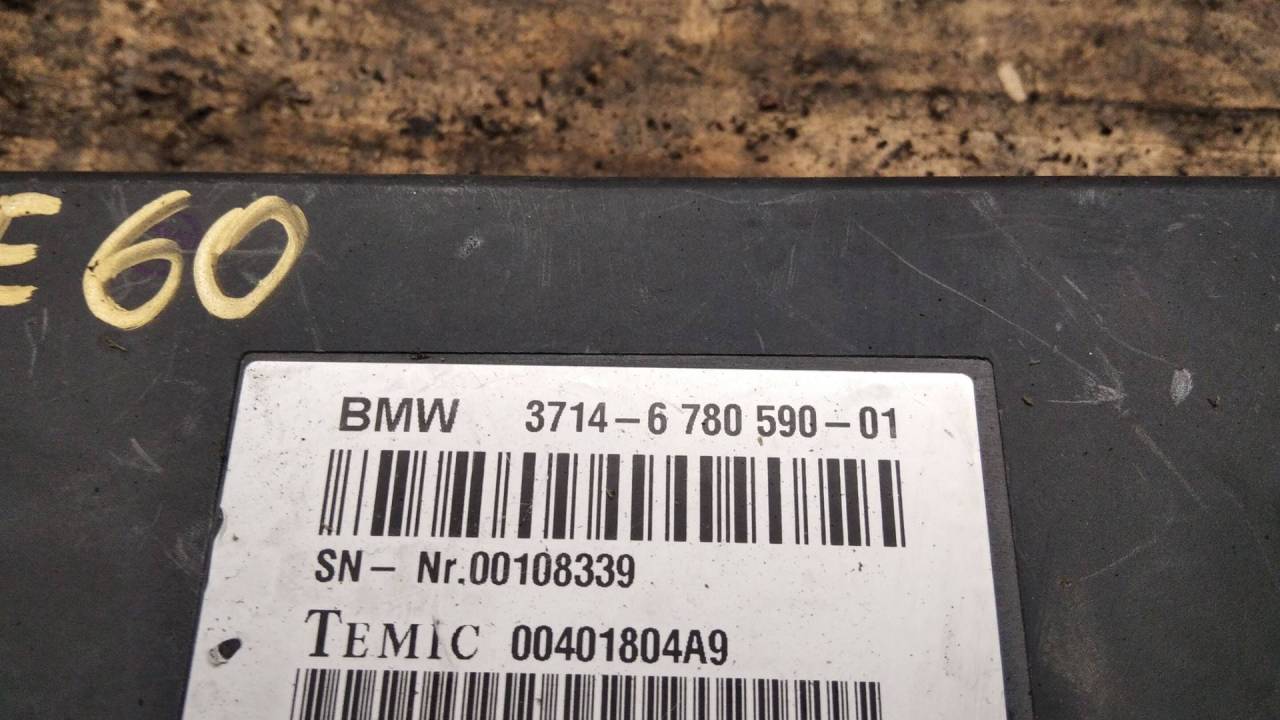 E60
BMW 3714-6 780 590-01
SN- Nr.00108339
TEMIC 00401804A9